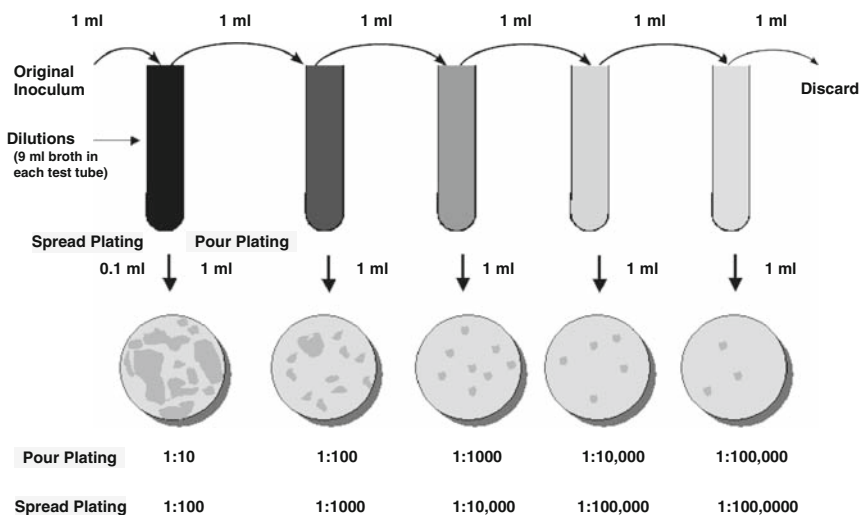 1 ml 1 ml 1 ml 1 ml 1 ml 1 ml
Original
Inoculum
Discard
Dilutions
(9 ml broth in
each test tube)
Spread Plating Pour Plating
0.1 ml 1 ml 1 ml 1 ml 1 ml 1 ml
Pour Plating 1:10 1:100 1:1000 1:10,000 1:100,000
Spread Plating 1:100 1:1000 1:10,000 1:100,000 1:100,0000